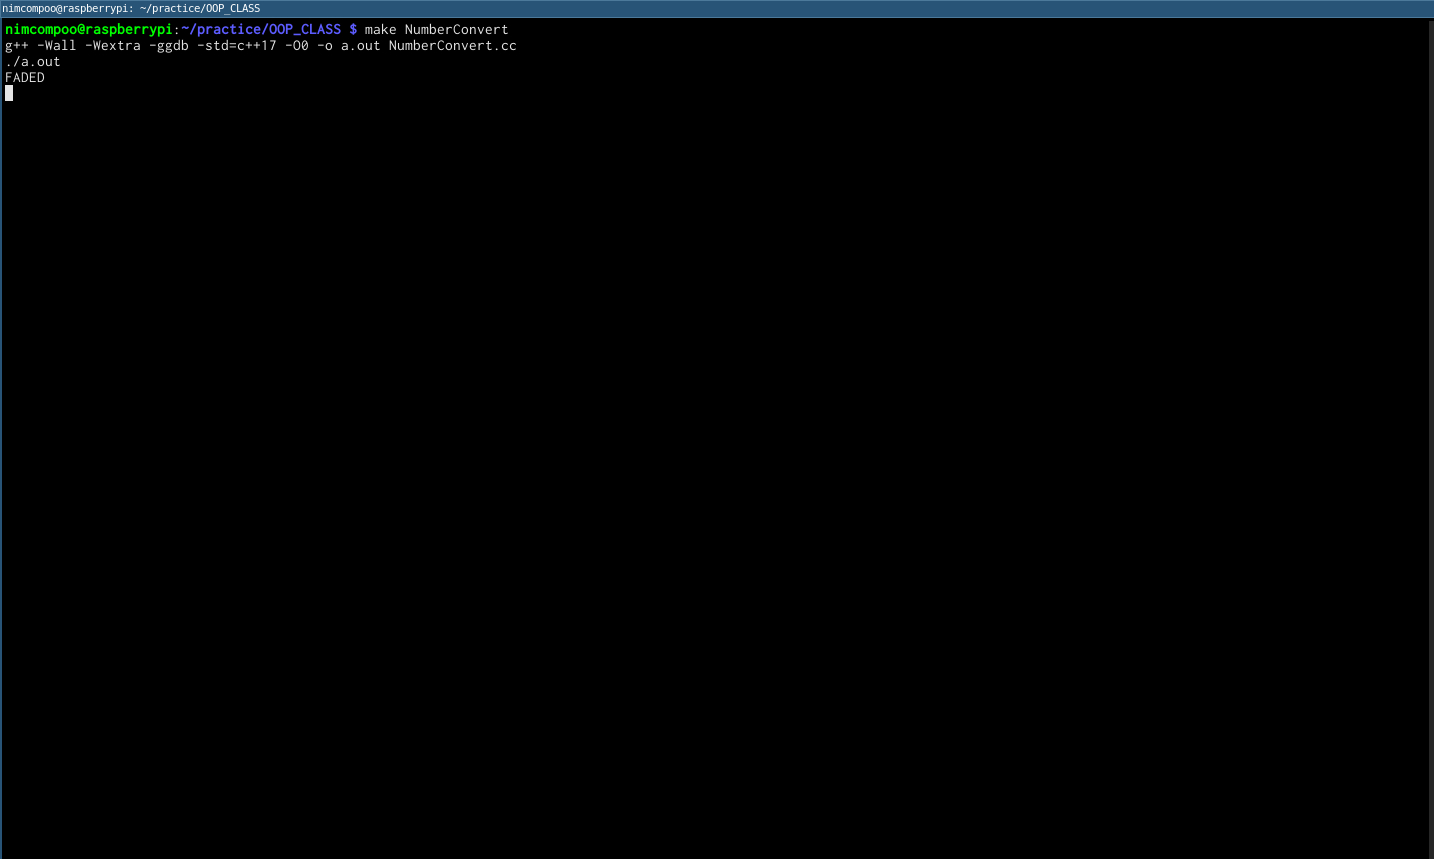 nimcompoo@raspberrypi: ~/practice/OOP_CLASS
nimcompoo@raspberrypi:~/practice/OOP_CLASS $ make NumberConvert
g++ -Wall -Wextra -ggdb -std=c++17 -O0 -o a.out NumberConvert.cc
./a.out
FADED